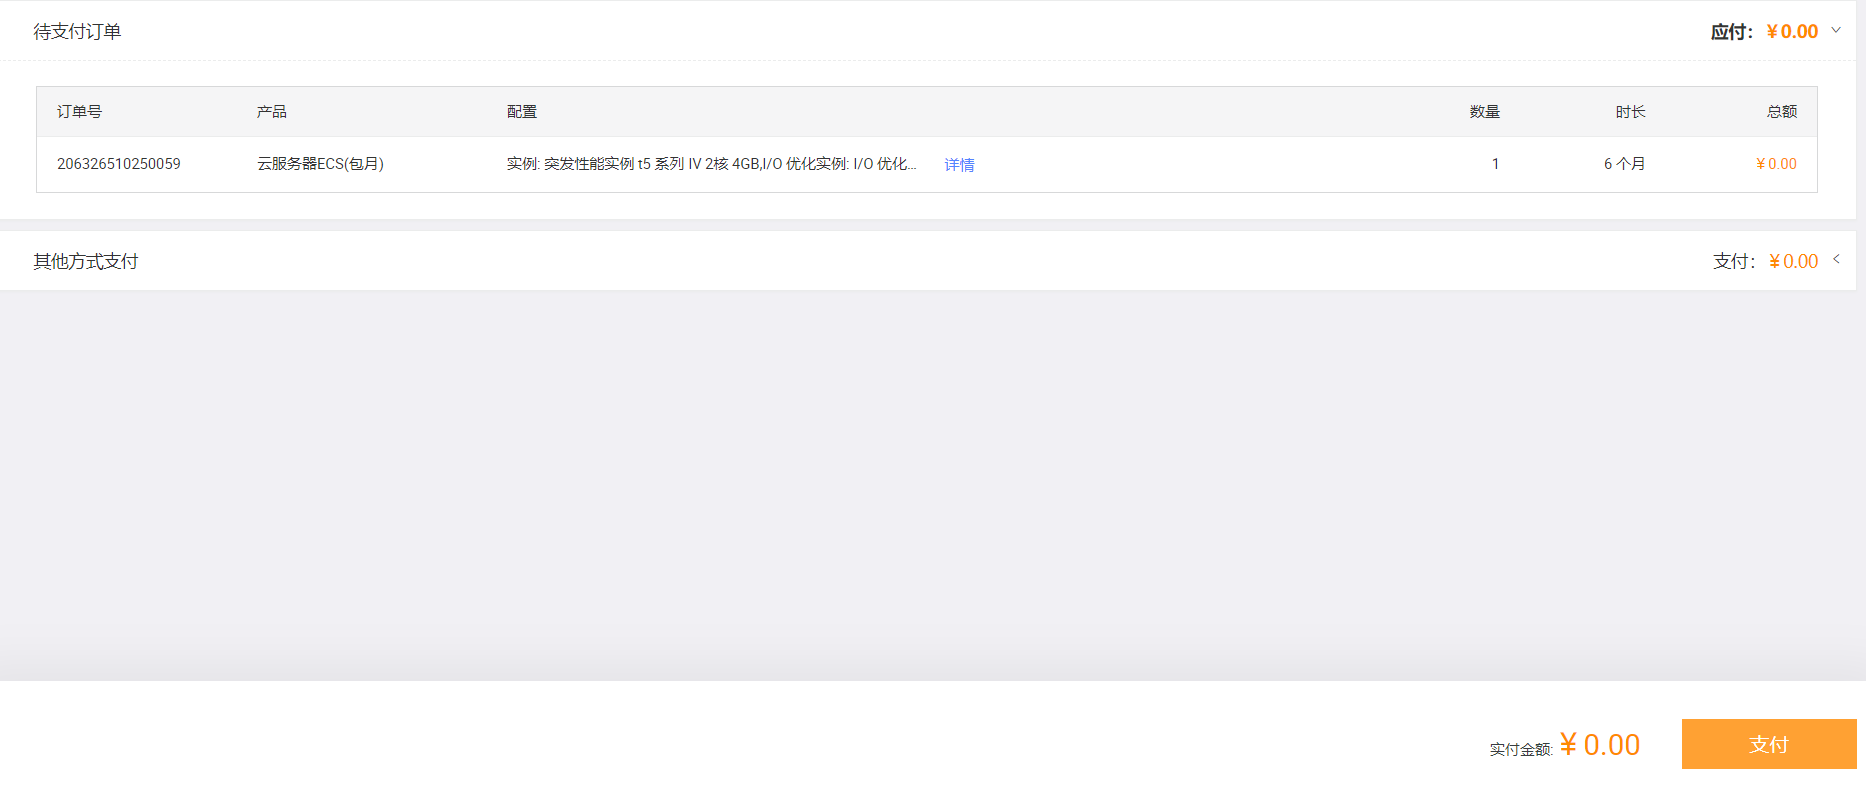 待支付订单 应付：¥ 0.00
订单号 产品 配置 数量 时长 总额
206326510250059 云服务器ECS(包月) 实例: 突发性能实例 t5 系列 IV 2核 4GB,I/O 优化实例: I/O 优化... 详情 1 6 个月 ¥ 0.00
其他方式支付 支付：¥ 0.00
实付金额: ¥ 0.00 支付